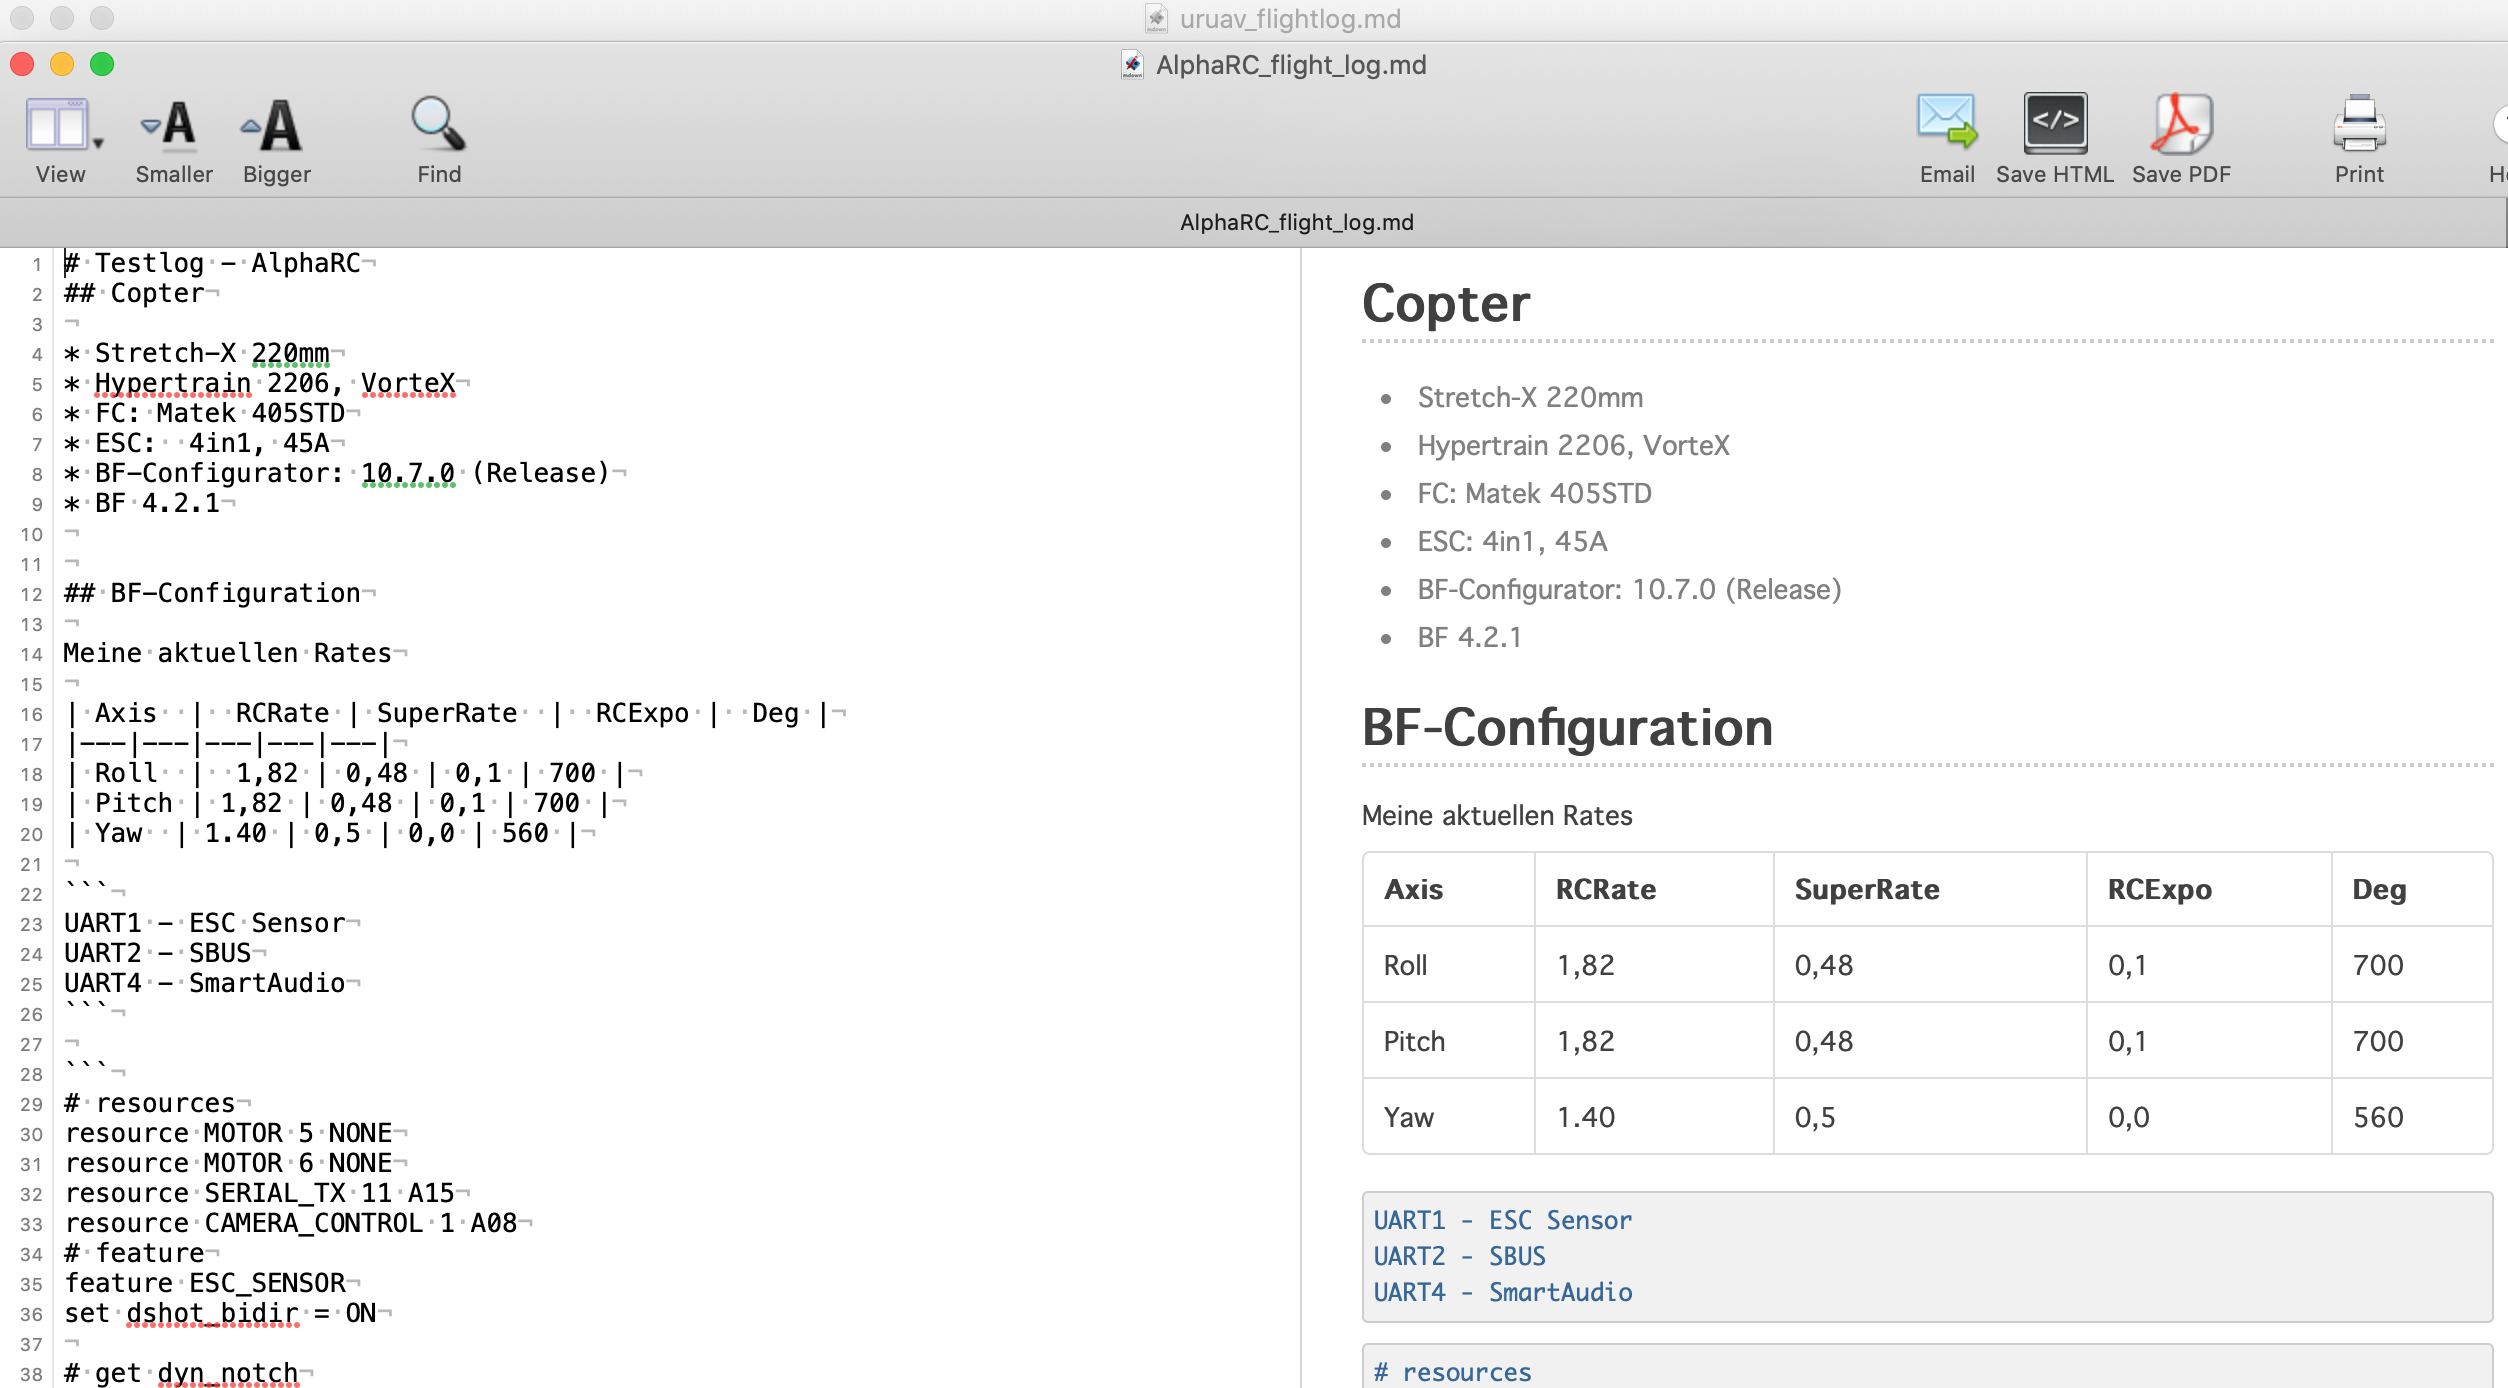 uruav_flightlog.md
AlphaRC_flight_log.md
View
Smaller
Bigger
Find
Email
Save HTML
Save PDF
Print
AlphaRC_flight_log.md
1 # Testlog - AlphaRC
2 ## Copter
3
4 * Stretch-X 220mm
5 * Hypertrain 2206, VorteX
6 * FC: Matek 405STD
7 * ESC:  4in1, 45A
8 * BF-Configurator: 10.7.0 (Release)
9 * BF 4.2.1
10
11
12 ## BF-Configuration
13
14 Meine aktuellen Rates
15
16 | Axis  |  RCRate | SuperRate  |  RCExpo |  Deg |
17 |---|---|---|---|---|
18 | Roll  |  1,82 | 0,48 | 0,1 | 700 |
19 | Pitch | 1,82 | 0,48 | 0,1 | 700 |
20 | Yaw  | 1.40 | 0,5 | 0,0 | 560 |
21
22 ```
23 UART1 - ESC Sensor
24 UART2 - SBUS
25 UART4 - SmartAudio
26 ```
27
28 ```
29 # resources
30 resource MOTOR 5 NONE
31 resource MOTOR 6 NONE
32 resource SERIAL_TX 11 A15
33 resource CAMERA_CONTROL 1 A08
34 # feature
35 feature ESC_SENSOR
36 set dshot_bidir = ON
37
38 # get dyn_notch
Copter
• Stretch-X 220mm
• Hypertrain 2206, VorteX
• FC: Matek 405STD
• ESC: 4in1, 45A
• BF-Configurator: 10.7.0 (Release)
• BF 4.2.1
BF-Configuration
Meine aktuellen Rates
Axis RCRate SuperRate RCExpo Deg
Roll 1,82 0,48 0,1 700
Pitch 1,82 0,48 0,1 700
Yaw 1.40 0,5 0,0 560
UART1 - ESC Sensor
UART2 - SBUS
UART4 - SmartAudio
# resources